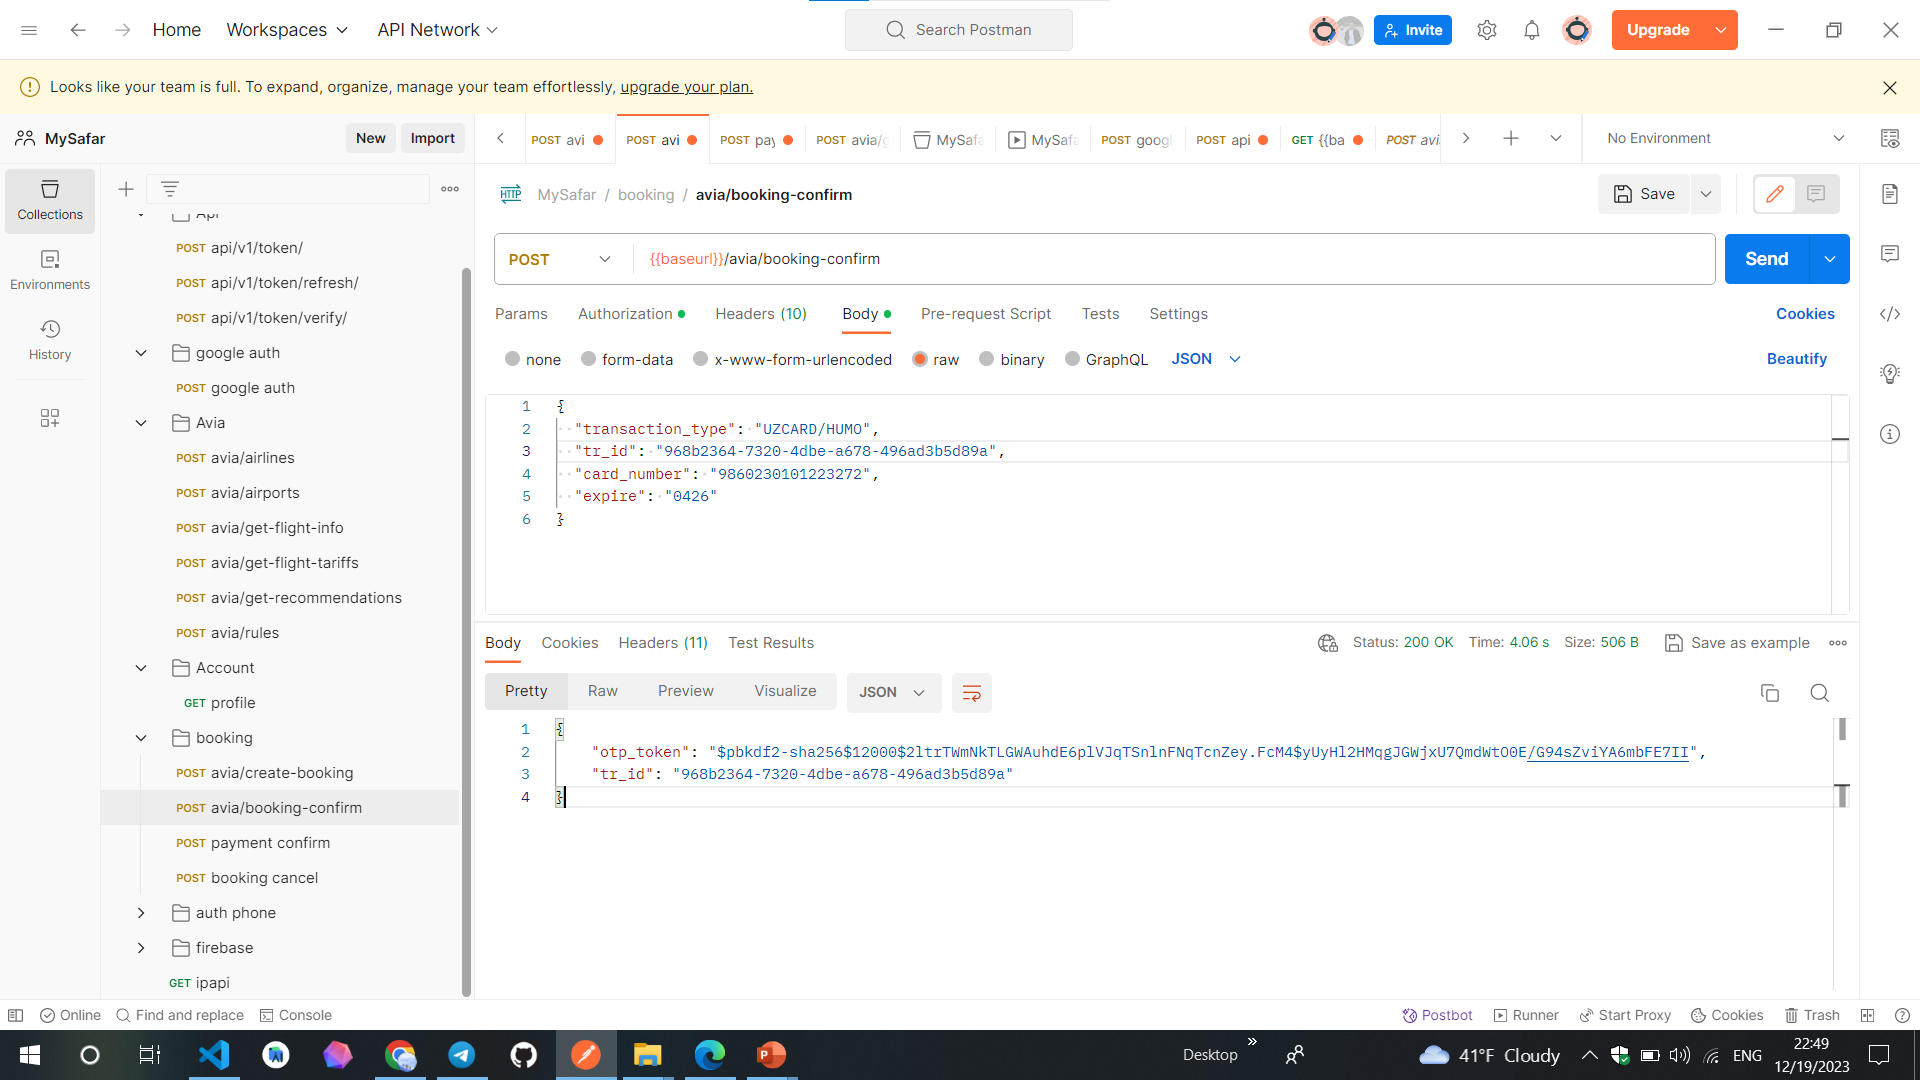 Home
Workspaces
API Network
Search Postman
Invite
Upgrade
Looks like your team is full. To expand, organize, manage your team effortlessly, upgrade your plan.
MySafar
New
Import
POST avi
POST avi
POST pay
POST avia/g
MySafa
MySafa
POST goog
POST api
GET {{ba
POST avi
No Environment
Collections
Environments
History
Api
POST api/v1/token/
POST api/v1/token/refresh/
POST api/v1/token/verify/
google auth
POST google auth
Avia
POST avia/airlines
POST avia/airports
POST avia/get-flight-info
POST avia/get-flight-tariffs
POST avia/get-recommendations
POST avia/rules
Account
GET profile
booking
POST avia/create-booking
POST avia/booking-confirm
POST payment confirm
POST booking cancel
auth phone
firebase
GET ipapi
HTTP MySafar / booking / avia/booking-confirm
Save
POST
{{baseurl}}/avia/booking-confirm
Send
Params
Authorization
Headers (10)
Body
Pre-request Script
Tests
Settings
Cookies
none
form-data
x-www-form-urlencoded
raw
binary
GraphQL
JSON
Beautify
1 {
2 "transaction_type": "UZCARD/HUMO",
3 "tr_id": "968b2364-7320-4dbe-a678-496ad3b5d89a",
4 "card_number": "9860230101223272",
5 "expire": "0426"
6 }
Body
Cookies
Headers (11)
Test Results
Status: 200 OK
Time: 4.06 s
Size: 506 B
Save as example
Pretty
Raw
Preview
Visualize
JSON
1 {
2 "otp_token": "$pbkdf2-sha256$12000$2ltrTWmNkTLGWAuhdE6plVJqTSnlnFNqTcnZey.FcM4$yUyHl2HMqgJGWjxU7QmdWtO0E/G94sZviYA6mbFE7II",
3 "tr_id": "968b2364-7320-4dbe-a678-496ad3b5d89a"
4 }
Online
Find and replace
Console
Postbot
Runner
Start Proxy
Cookies
Trash
Desktop
41°F Cloudy
ENG
22:49
12/19/2023